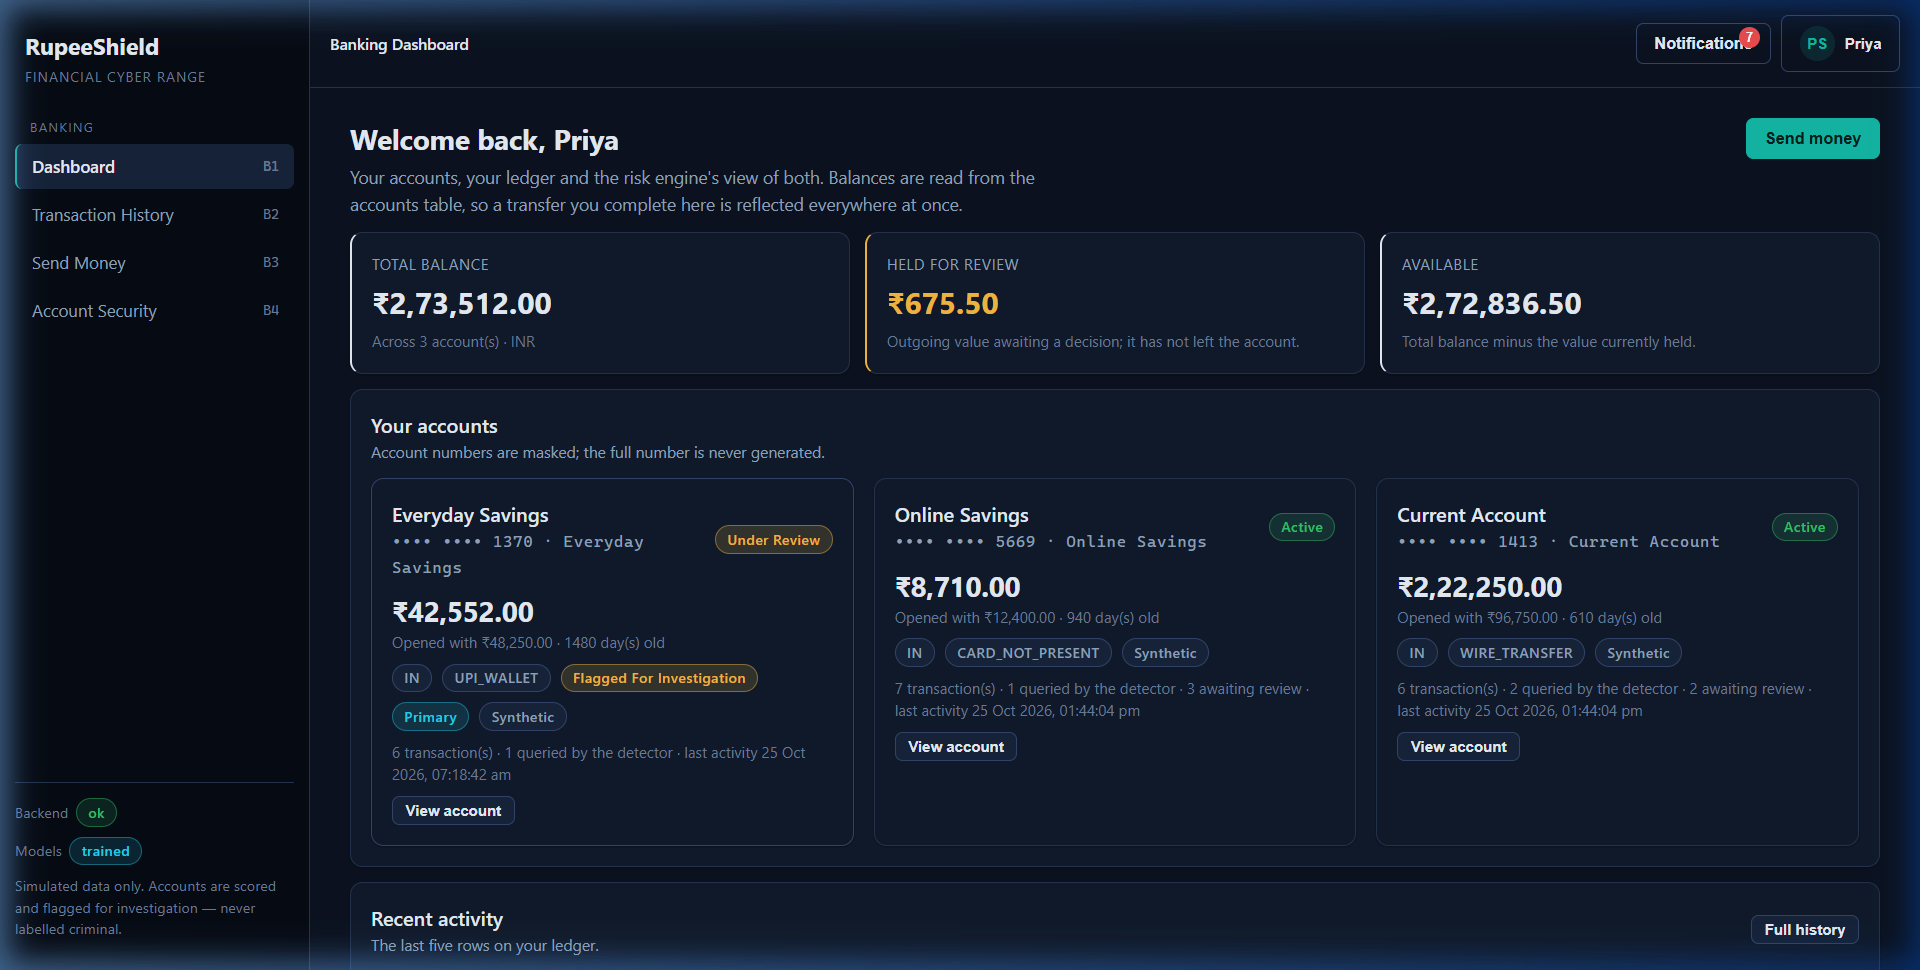 RupeeShield
FINANCIAL CYBER RANGE
BANKING
Dashboard B1
Transaction History B2
Send Money B3
Account Security B4
Backend ok
Models trained
Simulated data only. Accounts are scored
and flagged for investigation — never
labelled criminal.
Banking Dashboard
Notifications 7
PS Priya
Welcome back, Priya
Send money
Your accounts, your ledger and the risk engine's view of both. Balances are read from the
accounts table, so a transfer you complete here is reflected everywhere at once.
TOTAL BALANCE
₹2,73,512.00
Across 3 account(s) · INR
HELD FOR REVIEW
₹675.50
Outgoing value awaiting a decision; it has not left the account.
AVAILABLE
₹2,72,836.50
Total balance minus the value currently held.
Your accounts
Account numbers are masked; the full number is never generated.
Everyday Savings
•••• •••• 1370 · Everyday
Savings
Under Review
₹42,552.00
Opened with ₹48,250.00 · 1480 day(s) old
IN UPI_WALLET Flagged For Investigation
Primary Synthetic
6 transaction(s) · 1 queried by the detector · last activity 25 Oct
2026, 07:18:42 am
View account
Online Savings
•••• •••• 5669 · Online Savings
Active
₹8,710.00
Opened with ₹12,400.00 · 940 day(s) old
IN CARD_NOT_PRESENT Synthetic
7 transaction(s) · 1 queried by the detector · 3 awaiting review ·
last activity 25 Oct 2026, 01:44:04 pm
View account
Current Account
•••• •••• 1413 · Current Account
Active
₹2,22,250.00
Opened with ₹96,750.00 · 610 day(s) old
IN WIRE_TRANSFER Synthetic
6 transaction(s) · 2 queried by the detector · 2 awaiting review ·
last activity 25 Oct 2026, 01:44:04 pm
View account
Recent activity
The last five rows on your ledger.
Full history